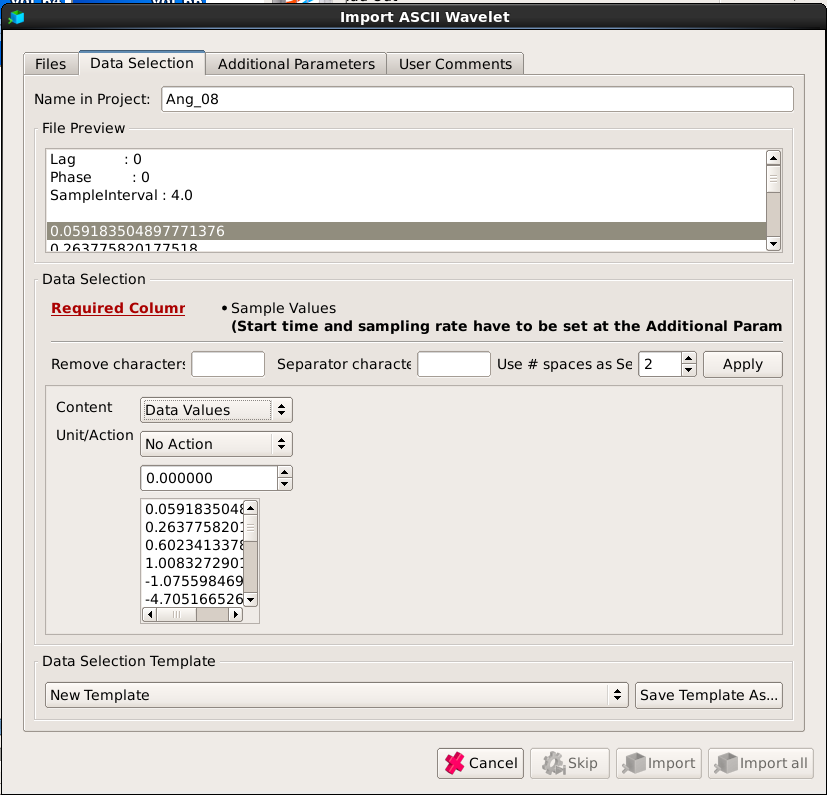 Import ASCII Wavelet
Files
Data Selection
Additional Parameters
User Comments
Name in Project: Ang_08
File Preview
Lag : 0
Phase : 0
SampleInterval : 4.0
0.059183504897771376
0.263775820177518
Data Selection
Required Columr
• Sample Values
(Start time and sampling rate have to be set at the Additional Param
Remove characters
Separator characte
Use # spaces as Se
2
Apply
Content
Data Values
Unit/Action
No Action
0.000000
0.059183504
0.263775820
0.602341337
1.008327290
-1.075598469
-4.705166526
Data Selection Template
New Template
Save Template As...
Cancel
Skip
Import
Import all